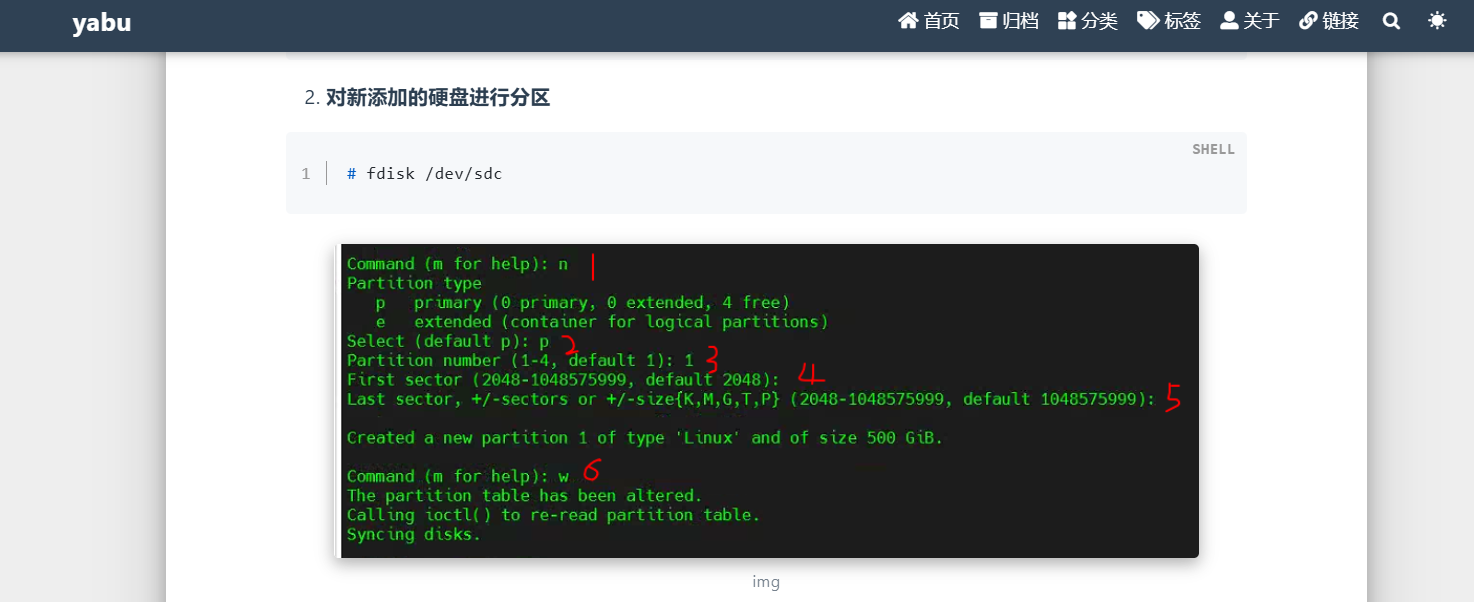 yabu 首页 归档 分类 标签 关于 链接
2. 对新添加的硬盘进行分区
SHELL
1 # fdisk /dev/sdc
Command (m for help): n 1
Partition type
p primary (0 primary, 0 extended, 4 free)
e extended (container for logical partitions)
Select (default p): p 2
Partition number (1-4, default 1): 1 3
First sector (2048-1048575999, default 2048): 4
Last sector, +/-sectors or +/-size{K,M,G,T,P} (2048-1048575999, default 1048575999): 5
Created a new partition 1 of type 'Linux' and of size 500 GiB.
Command (m for help): w 6
The partition table has been altered.
Calling ioctl() to re-read partition table.
Syncing disks.
img